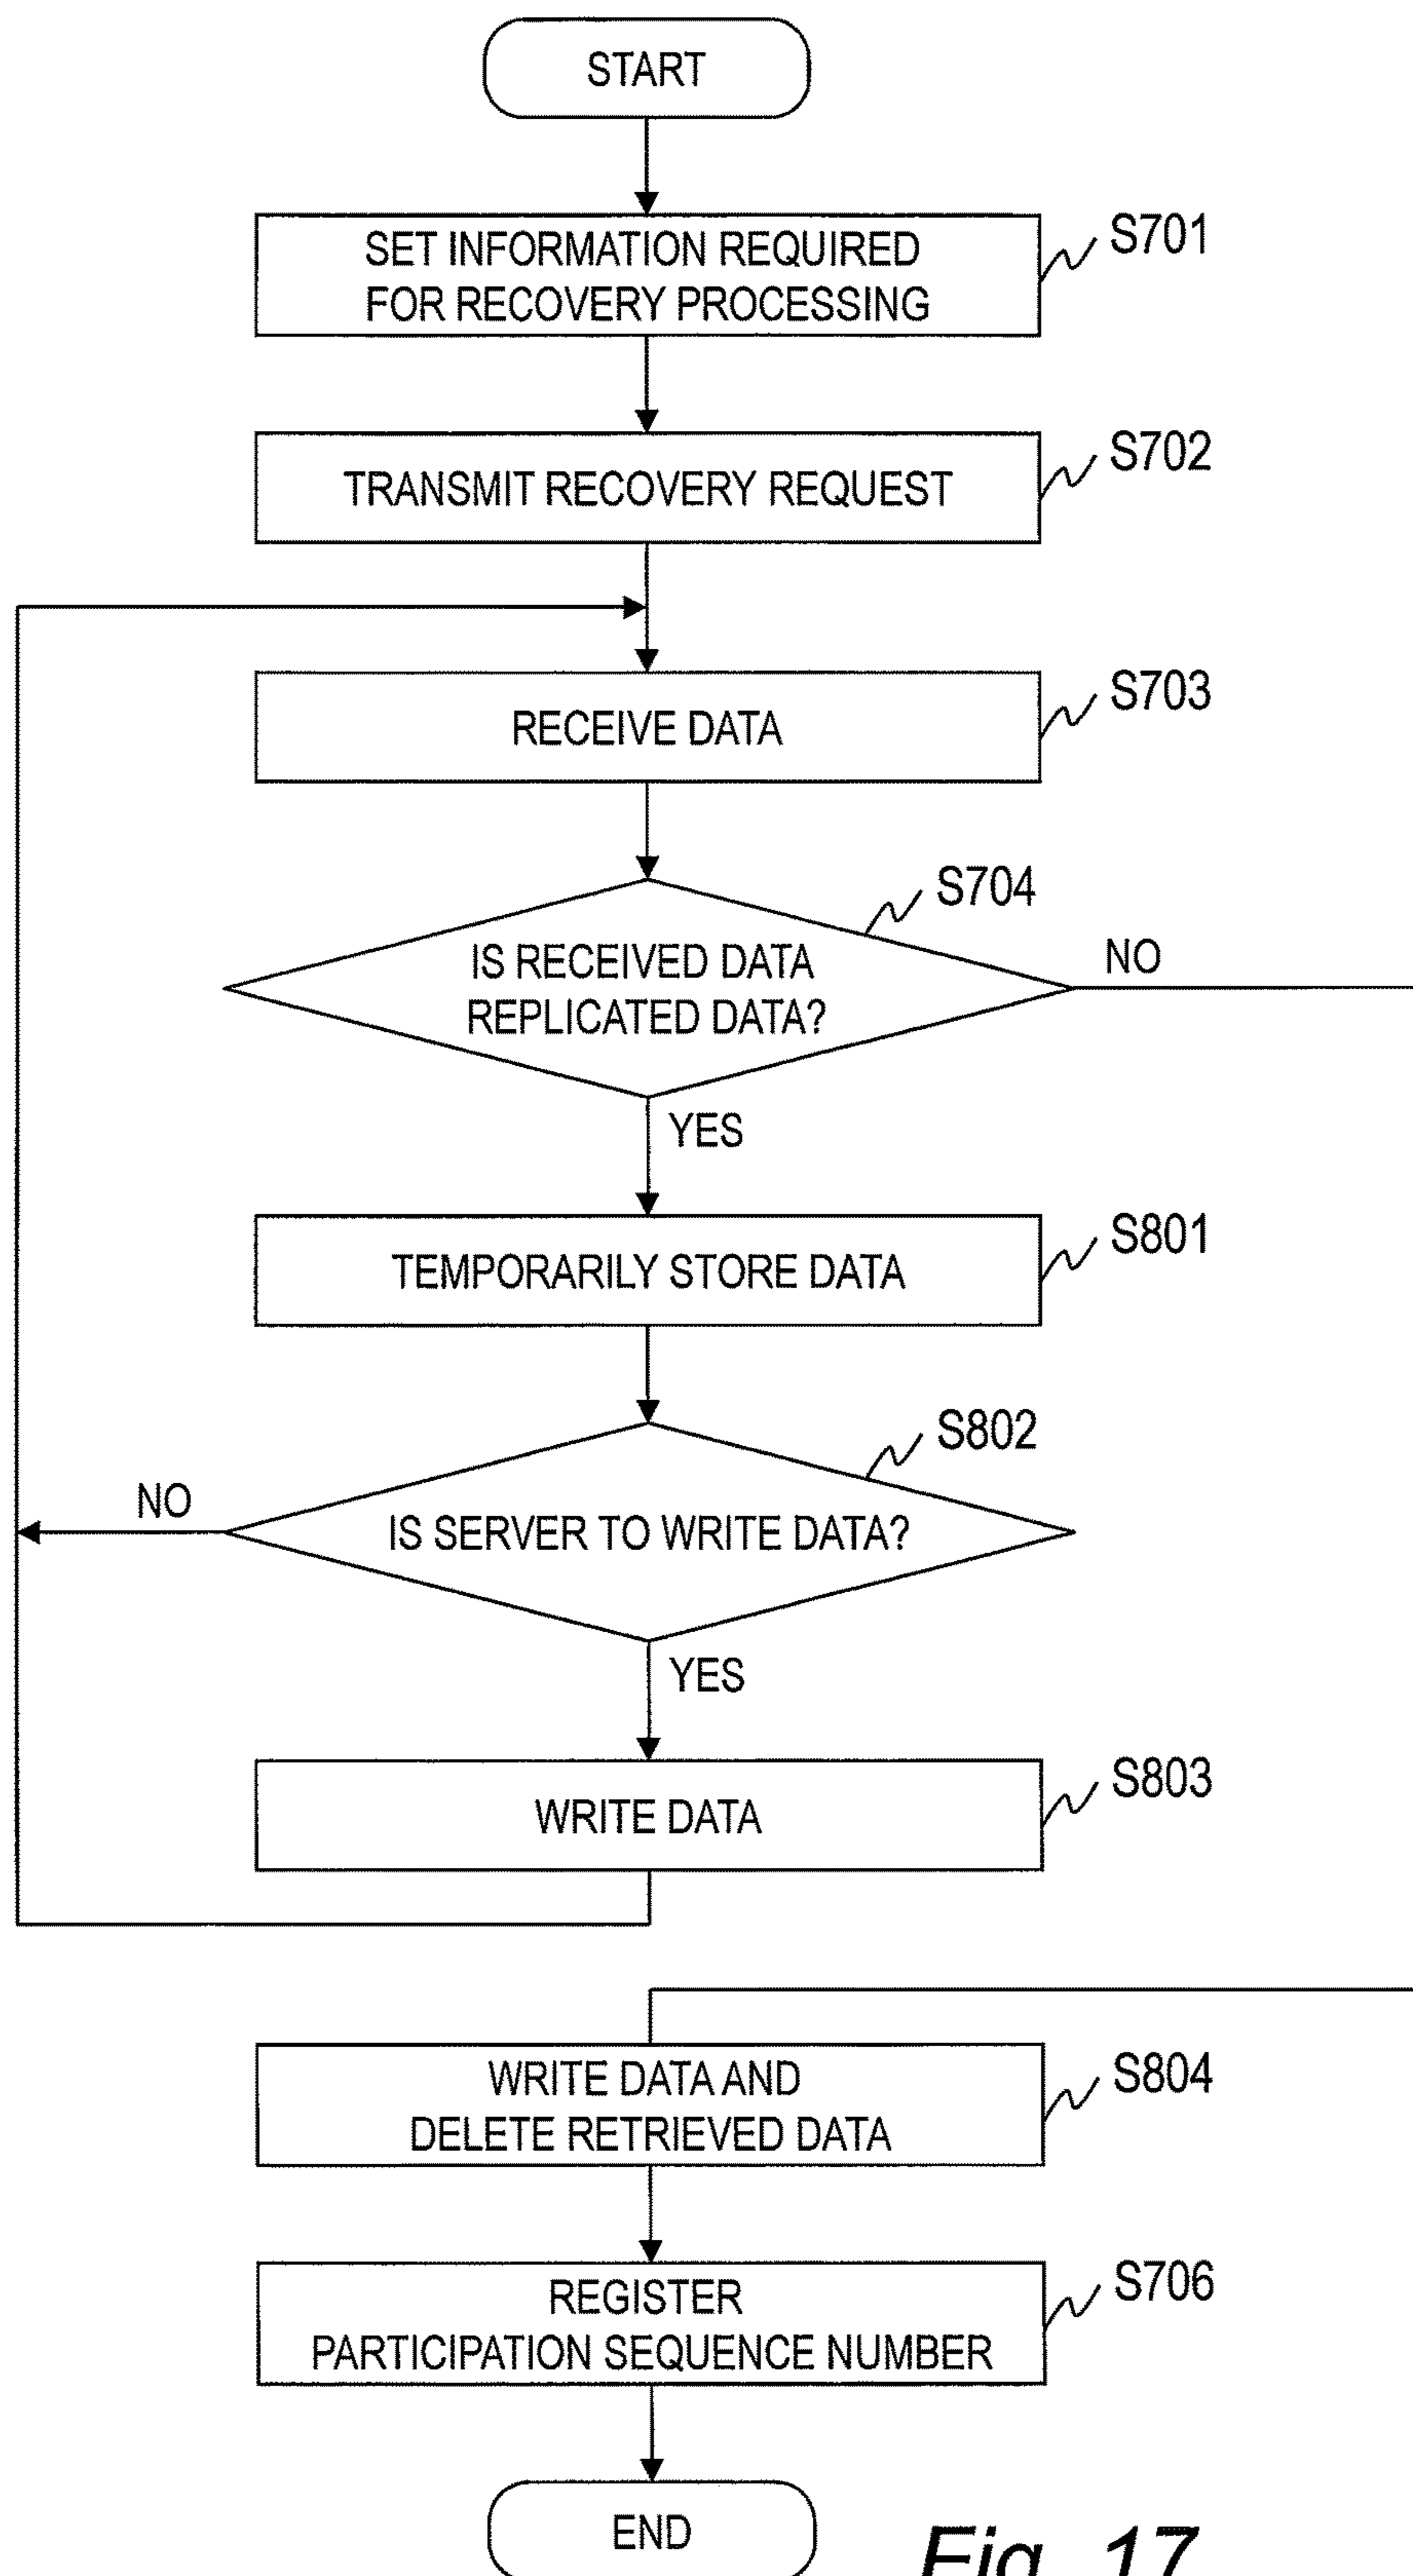 START
SET INFORMATION REQUIRED
FOR RECOVERY PROCESSING
S701
TRANSMIT RECOVERY REQUEST
S702
RECEIVE DATA
S703
S704
IS RECEIVED DATA
REPLICATED DATA?
NO
YES
TEMPORARILY STORE DATA
S801
S802
NO
IS SERVER TO WRITE DATA?
YES
WRITE DATA
S803
WRITE DATA AND
DELETE RETRIEVED DATA
S804
REGISTER
PARTICIPATION SEQUENCE NUMBER
S706
END
Fig. 17